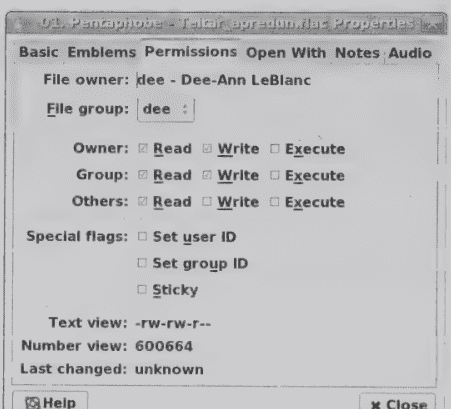 01. Pentaphobe - Teltar_apredun.flac Properties
Basic Emblems Permissions Open With Notes Audio
File owner: dee - Dee-Ann LeBlanc
File group: dee
Owner: Read Write Execute
Group: Read Write Execute
Others: Read Write Execute
Special flags: Set user ID
Set group ID
Sticky
Text view: -rw-rw-r--
Number view: 600664
Last changed: unknown
Help Close